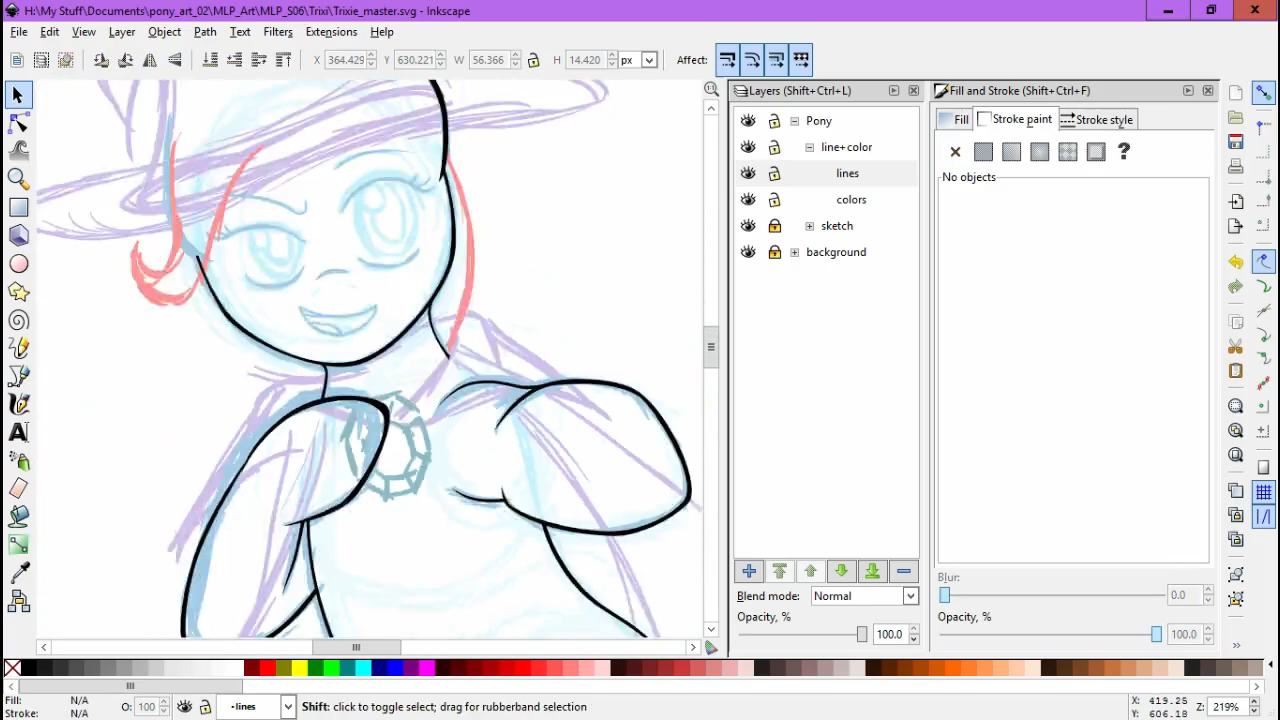 H:\My Stuff\Documents\pony_art_02\MLP_Art\MLP_S06\Trixi\Trixie_master.svg - Inkscape
File Edit View Layer Object Path Text Filters Extensions Help
X 364.429 Y 630.221 W 56.366 H 14.420 px Affect:
Layers (Shift+Ctrl+L) Fill and Stroke (Shift+Ctrl+F)
Pony Fill Stroke paint Stroke style
line+color ?
lines No objects
colors
sketch
background
Blur:
Blend mode: Normal 0.0
Opacity, % Opacity, %
100.0 100.0
Fill: N/A O: 100 lines Shift: click to toggle select; drag for rubberband selection X: 419.25 Z: 219%
Stroke: N/A Y: 606.18